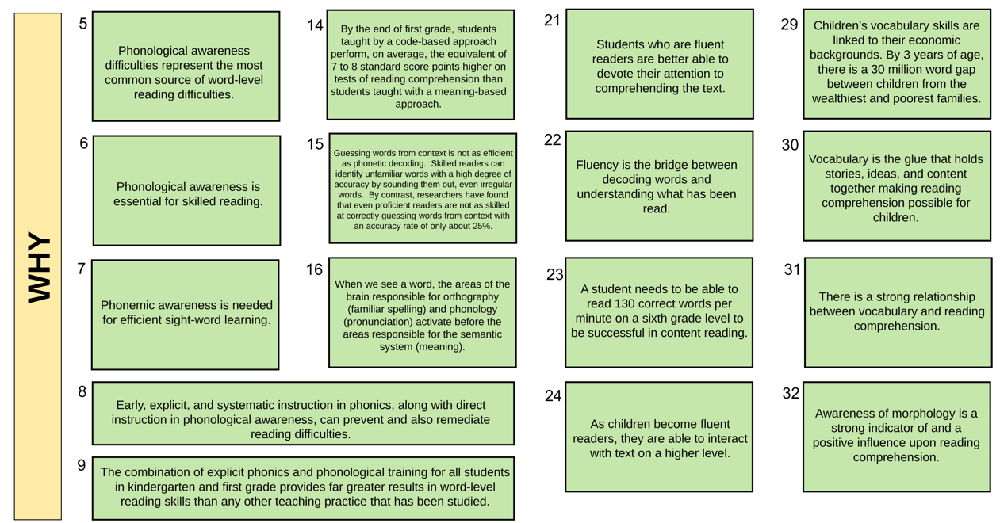 WHY
5
Phonological awareness
difficulties represent the most
common source of word-level
reading difficulties.
6
Phonological awareness is
essential for skilled reading.
7
Phonemic awareness is needed
for efficient sight-word learning.
8
Early, explicit, and systematic instruction in phonics, along with direct
instruction in phonological awareness, can prevent and also remediate
reading difficulties.
9
The combination of explicit phonics and phonological training for all students
in kindergarten and first grade provides far greater results in word-level
reading skills than any other teaching practice that has been studied.
14
By the end of first grade, students
taught by a code-based approach
perform, on average, the equivalent of
7 to 8 standard score points higher on
tests of reading comprehension than
students taught with a meaning-based
approach.
15
Guessing words from context is not as efficient
as phonetic decoding.  Skilled readers can
identify unfamiliar words with a high degree of
accuracy by sounding them out, even irregular
words.  By contrast, researchers have found
that even proficient readers are not as skilled
at correctly guessing words from context with
an accuracy rate of only about 25%.
16
When we see a word, the areas of the
brain responsible for orthography
(familiar spelling) and phonology
(pronunciation) activate before the
areas responsible for the semantic
system (meaning).
21
Students who are fluent
readers are better able to
devote their attention to
comprehending the text.
22
Fluency is the bridge between
decoding words and
understanding what has been
read.
23
A student needs to be able to
read 130 correct words per
minute on a sixth grade level to
be successful in content reading.
24
As children become fluent
readers, they are able to interact
with text on a higher level.
29
Children’s vocabulary skills are
linked to their economic
backgrounds. By 3 years of age,
there is a 30 million word gap
between children from the
wealthiest and poorest families.
30
Vocabulary is the glue that holds
stories, ideas, and content
together making reading
comprehension possible for
children.
31
There is a strong relationship
between vocabulary and reading
comprehension.
32
Awareness of morphology is a
strong indicator of and a
positive influence upon reading
comprehension.